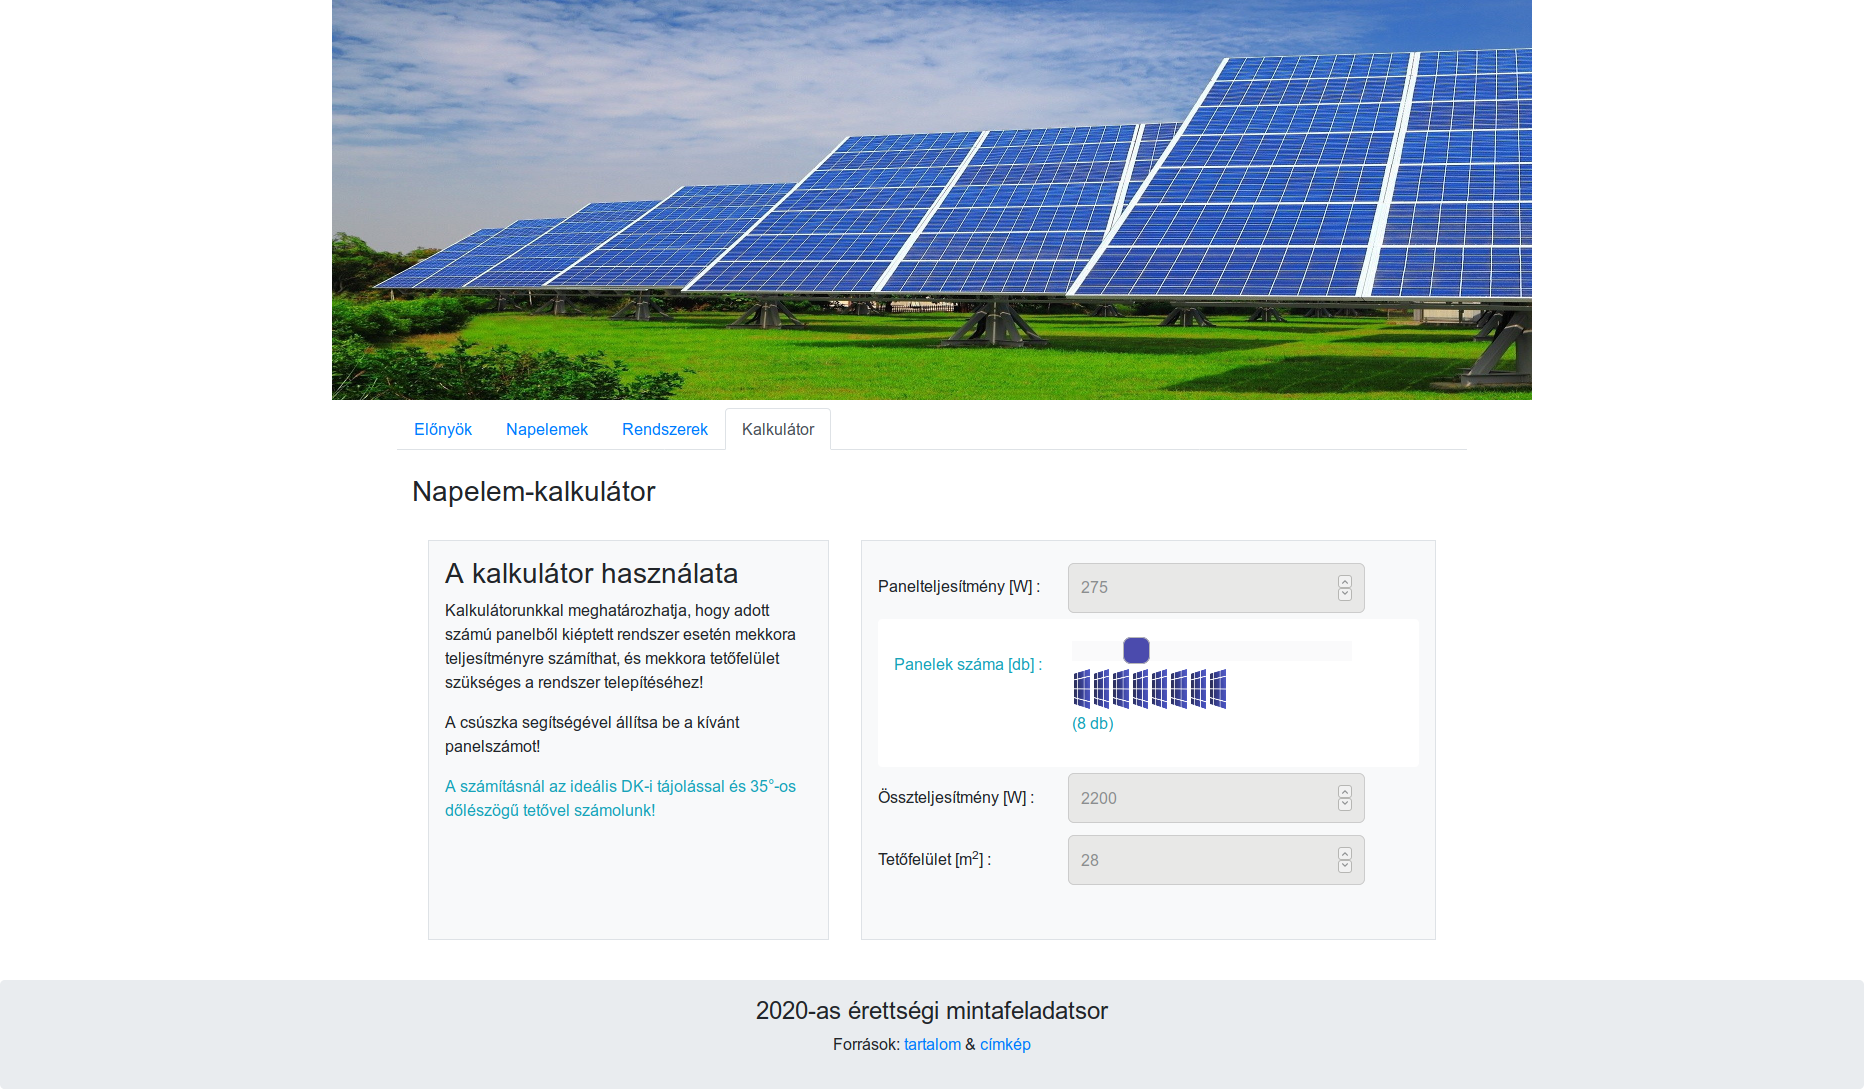 Előnyök Napelemek Rendszerek Kalkulátor
Napelem-kalkulátor
A kalkulátor használata
Kalkulátorunkkal meghatározhatja, hogy adott
számú panelből kiéptett rendszer esetén mekkora
teljesítményre számíthat, és mekkora tetőfelület
szükséges a rendszer telepítéséhez!
A csúszka segítségével állítsa be a kívánt
panelszámot!
A számításnál az ideális DK-i tájolással és 35°-os
dőlészögű tetővel számolunk!
Panelteljesítmény [W] : 275
Panelek száma [db] :
(8 db)
Összteljesítmény [W] : 2200
Tetőfelület [m²] : 28
2020-as érettségi mintafeladatsor
Források: tartalom & címkép